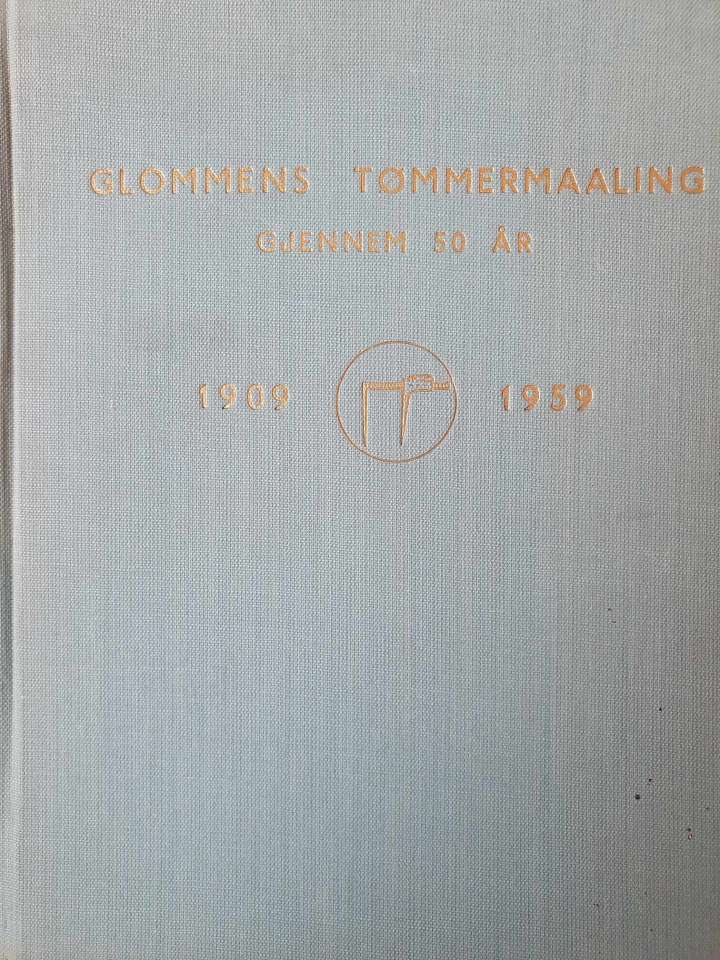 GLOMMENS TØMMERMAALING
GJENNEM 50 ÅR
1909 1959